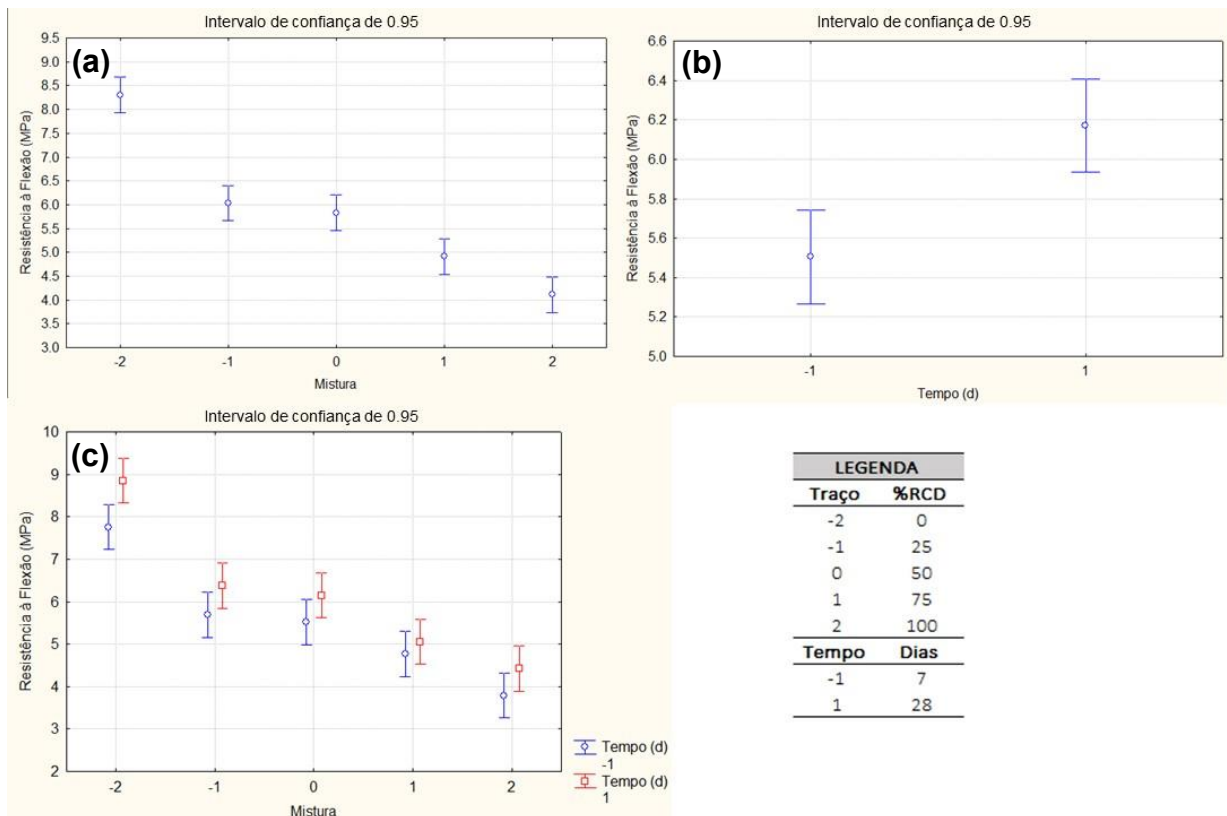 Intervalo de confiança de 0.95
(a)
Resistência à Flexão (MPa)
9.5
9.0
8.5
8.0
7.5
7.0
6.5
6.0
5.5
5.0
4.5
4.0
3.5
3.0
-2 -1 0 1 2
Mistura
Intervalo de confiança de 0.95
(b)
Resistência à Flexão (MPa)
6.6
6.4
6.2
6.0
5.8
5.6
5.4
5.2
5.0
-1 1
Tempo (d)
Intervalo de confiança de 0.95
(c)
Resistência à Flexão (MPa)
10
9
8
7
6
5
4
3
2
-2 -1 0 1 2
Mistura
Tempo (d)
-1
Tempo (d)
1
LEGENDA
Traço %RCD
-2 0
-1 25
0 50
1 75
2 100
Tempo Dias
-1 7
1 28